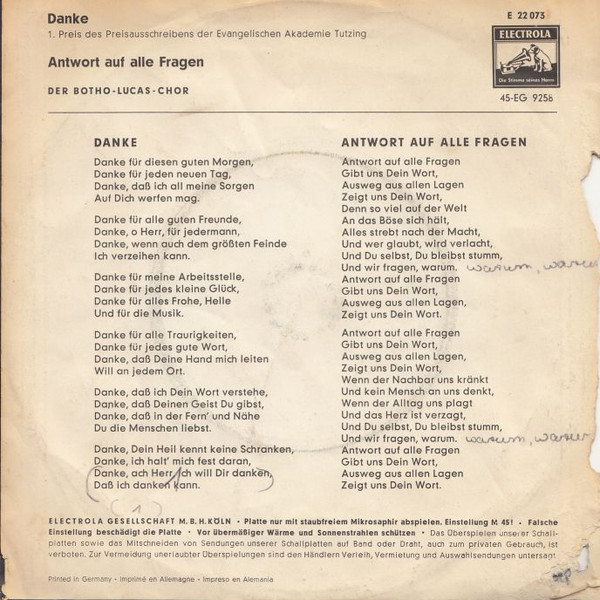 Danke
1. Preis des Preisausschreibens der Evangelischen Akademie Tutzing
Antwort auf alle Fragen
DER BOTHO-LUCAS-CHOR
E 22 073
ELECTROLA
Die Stimme seines Herrn
45-EG 9258
DANKE
Danke für diesen guten Morgen,
Danke für jeden neuen Tag,
Danke, daß ich all meine Sorgen
Auf Dich werfen mag.
Danke für alle guten Freunde,
Danke, o Herr, für jedermann,
Danke, wenn auch dem größten Feinde
Ich verzeihen kann.
Danke für meine Arbeitsstelle,
Danke für jedes kleine Glück,
Danke für alles Frohe, Helle
Und für die Musik.
Danke für alle Traurigkeiten,
Danke für jedes gute Wort,
Danke, daß Deine Hand mich leiten
Will an jedem Ort.
Danke, daß ich Dein Wort verstehe,
Danke, daß Deinen Geist Du gibst,
Danke, daß in der Fern' und Nähe
Du die Menschen liebst.
Danke, Dein Heil kennt keine Schranken,
Danke, ich halt' mich fest daran,
(Danke, ach Herr, ich will Dir danken,)
Daß ich danken kann.
(1)
ANTWORT AUF ALLE FRAGEN
Antwort auf alle Fragen
Gibt uns Dein Wort,
Ausweg aus allen Lagen
Zeigt uns Dein Wort,
Denn so viel auf der Welt
An das Böse sich hält,
Alles strebt nach der Macht,
Und wer glaubt, wird verlacht,
Und Du selbst, Du bleibst stumm,
Und wir fragen, warum. warum, warum
Antwort auf alle Fragen
Gibt uns Dein Wort,
Ausweg aus allen Lagen,
Zeigt uns Dein Wort.
Antwort auf alle Fragen
Gibt uns Dein Wort,
Ausweg aus allen Lagen,
Zeigt uns Dein Wort,
Wenn der Nachbar uns kränkt
Und kein Mensch an uns denkt,
Wenn der Alltag uns plagt
Und das Herz ist verzagt,
Und Du selbst, Du bleibst stumm,
Und wir fragen, warum. warum, warum
Antwort auf alle Fragen
Gibt uns Dein Wort,
Ausweg aus allen Lagen
Zeigt uns Dein Wort.
ELECTROLA GESELLSCHAFT M.B.H. KÖLN • Platte nur mit staubfreiem Mikrosaphir abspielen. Einstellung M 45! • Falsche
Einstellung beschädigt die Platte • Vor übermäßiger Wärme und Sonnenstrahlen schützen • Das Überspielen unserer Schall-
platten sowie das Mitschneiden von Sendungen unserer Schallplatten auf Band oder Draht, auch zum privaten Gebrauch, ist
verboten. Zur Vermeidung unerlaubter Überspielungen sind den Händlern Verleih, Vermietung und Auswahlsendungen untersagt.
Printed in Germany - Imprimé en Allemagne - Impreso en Alemania